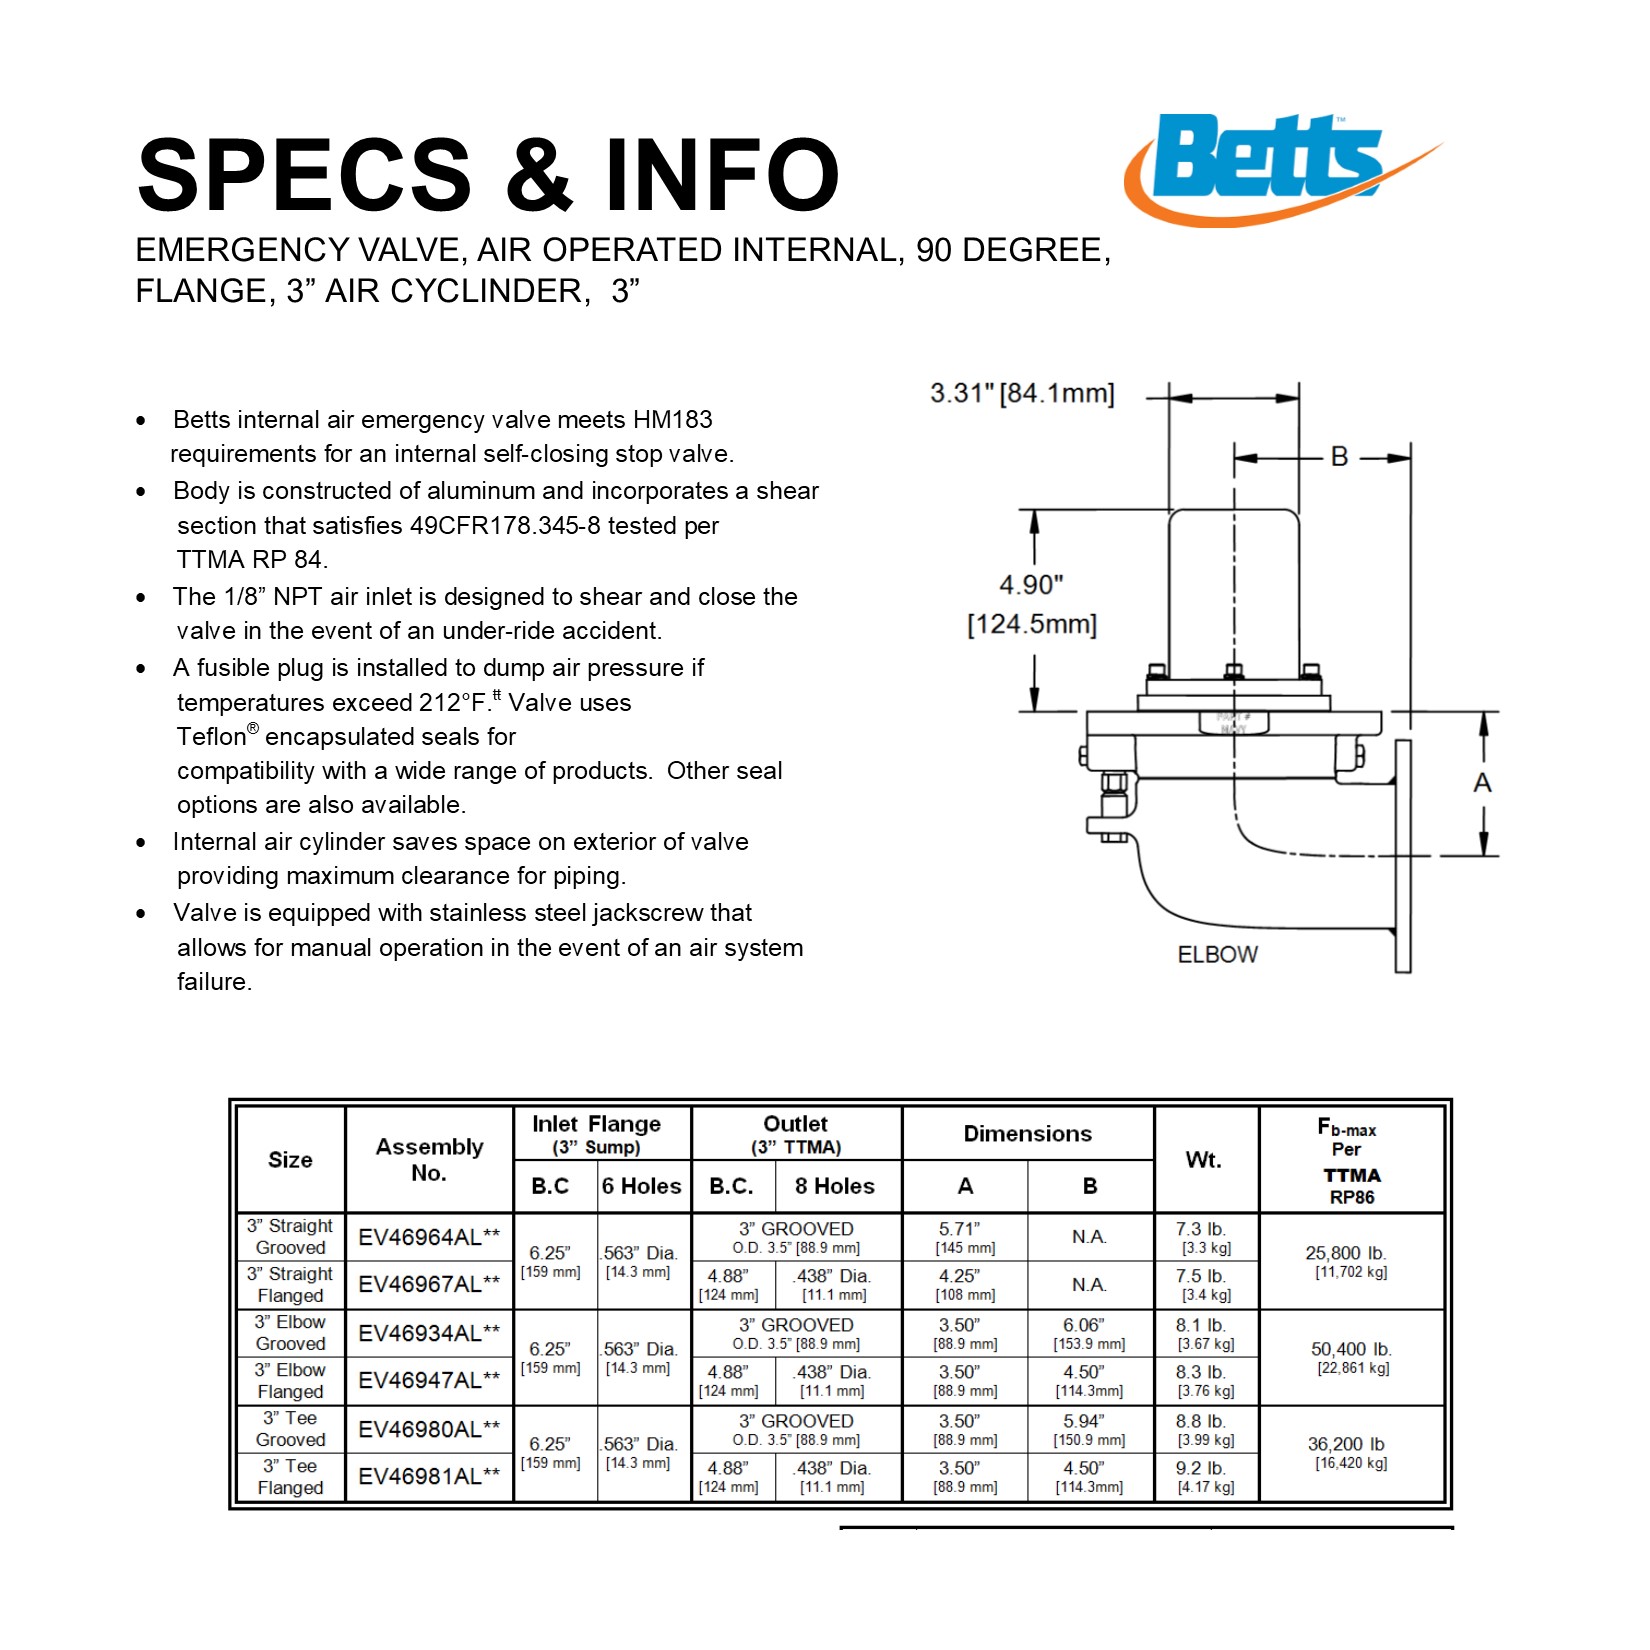 Betts™
SPECS & INFO
EMERGENCY VALVE, AIR OPERATED INTERNAL, 90 DEGREE,
FLANGE, 3” AIR CYCLINDER, 3”
• Betts internal air emergency valve meets HM183
requirements for an internal self-closing stop valve.
• Body is constructed of aluminum and incorporates a shear
section that satisfies 49CFR178.345-8 tested per
TTMA RP 84.
• The 1/8” NPT air inlet is designed to shear and close the
valve in the event of an under-ride accident.
• A fusible plug is installed to dump air pressure if
temperatures exceed 212°F.tt Valve uses
Teflon® encapsulated seals for
compatibility with a wide range of products. Other seal
options are also available.
• Internal air cylinder saves space on exterior of valve
providing maximum clearance for piping.
• Valve is equipped with stainless steel jackscrew that
allows for manual operation in the event of an air system
failure.
3.31" [84.1mm]
B
4.90"
[124.5mm]
PART #
A
ELBOW
Size Assembly No. Inlet Flange (3” Sump) Outlet (3” TTMA) Dimensions Wt. Fb-max Per TTMA RP86
B.C 6 Holes B.C. 8 Holes A B
3” Straight Grooved EV46964AL** 6.25” [159 mm] .563” Dia. [14.3 mm] 3” GROOVED O.D. 3.5” [88.9 mm] 5.71” [145 mm] N.A. 7.3 lb. [3.3 kg] 25,800 lb. [11,702 kg]
3” Straight Flanged EV46967AL** 4.88” [124 mm] .438” Dia. [11.1 mm] 4.25” [108 mm] N.A. 7.5 lb. [3.4 kg]
3” Elbow Grooved EV46934AL** 6.25” [159 mm] .563” Dia. [14.3 mm] 3” GROOVED O.D. 3.5” [88.9 mm] 3.50” [88.9 mm] 6.06” [153.9 mm] 8.1 lb. [3.67 kg] 50,400 lb. [22,861 kg]
3” Elbow Flanged EV46947AL** 4.88” [124 mm] .438” Dia. [11.1 mm] 3.50” [88.9 mm] 4.50” [114.3mm] 8.3 lb. [3.76 kg]
3” Tee Grooved EV46980AL** 6.25” [159 mm] .563” Dia. [14.3 mm] 3” GROOVED O.D. 3.5” [88.9 mm] 3.50” [88.9 mm] 5.94” [150.9 mm] 8.8 lb. [3.99 kg] 36,200 lb [16,420 kg]
3” Tee Flanged EV46981AL** 4.88” [124 mm] .438” Dia. [11.1 mm] 3.50” [88.9 mm] 4.50” [114.3mm] 9.2 lb. [4.17 kg]